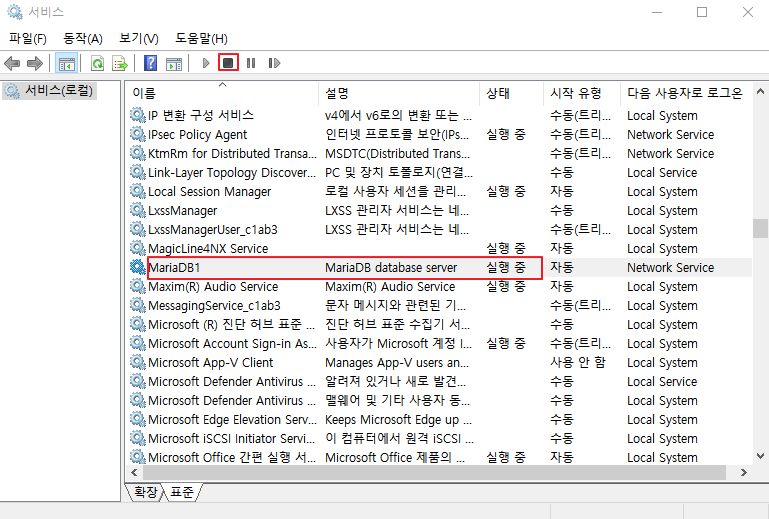 서비스
파일(F) 동작(A) 보기(V) 도움말(H)
서비스(로컬)
이름 설명 상태 시작 유형 다음 사용자로 로그온
IP 변환 구성 서비스 v4에서 v6로의 변환 또는 ... 수동(트리... Local System
IPsec Policy Agent 인터넷 프로토콜 보안(IPs... 실행 중 수동(트리... Network Service
KtmRm for Distributed Transa... MSDTC(Distributed Trans... 수동(트리... Network Service
Link-Layer Topology Discover... PC 및 장치 토폴로지(연결... 수동 Local Service
Local Session Manager 로컬 사용자 세션을 관리... 실행 중 자동 Local System
LxssManager LXSS 관리자 서비스는 네... 수동 Local System
LxssManagerUser_c1ab3 LXSS 관리자 서비스는 네... 수동(트리... Local System
MagicLine4NX Service 실행 중 자동 Local System
MariaDB1 MariaDB database server 실행 중 자동 Network Service
Maxim(R) Audio Service Maxim(R) Audio Service 실행 중 자동 Local System
MessagingService_c1ab3 문자 메시지와 관련된 기... 수동(트리... Local System
Microsoft (R) 진단 허브 표준 ... 진단 허브 표준 수집기 서... 수동 Local System
Microsoft Account Sign-in As... 사용자가 Microsoft 계정 I... 실행 중 수동(트리... Local System
Microsoft App-V Client Manages App-V users an... 사용 안 함 Local System
Microsoft Defender Antivirus ... 알려져 있거나 새로 발견... 수동 Local Service
Microsoft Defender Antivirus ... 맬웨어 및 기타 사용자 동... 수동 Local System
Microsoft Edge Elevation Serv... Keeps Microsoft Edge up ... 수동 Local System
Microsoft iSCSI Initiator Servi... 이 컴퓨터에서 원격 iSCSI ... 수동 Local System
Microsoft Office 간편 실행 서... Microsoft Office 제품의 ... 실행 중 자동 Local System
확장 표준